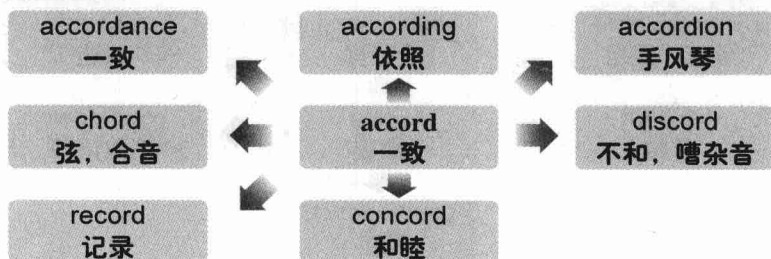 accordance
一致
according
依照
accordion
手风琴
chord
弦，合音
accord
一致
discord
不和，嘈杂音
record
记录
concord
和睦